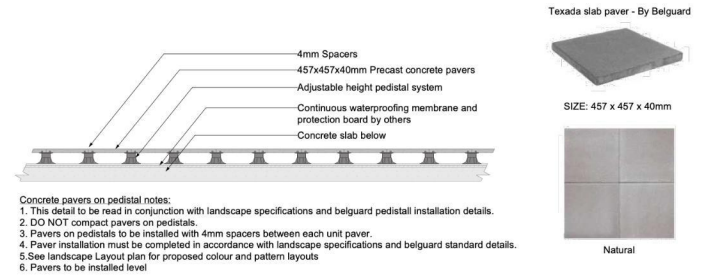 Texada slab paver - By Belguard
4mm Spacers
457x457x40mm Precast concrete pavers
Adjustable height pedistal system
Continuous waterproofing membrane and
protection board by others
Concrete slab below
SIZE: 457 x 457 x 40mm
Concrete pavers on pedistal notes:
1. This detail to be read in conjunction with landscape specifications and belguard pedistall installation details.
2. DO NOT compact pavers on pedistals.
3. Pavers on pedistals to be installed with 4mm spacers between each unit paver.
4. Paver installation must be completed in accordance with landscape specifications and belguard standard details.
5.See landscape Layout plan for proposed colour and pattern layouts
6. Pavers to be installed level
Natural